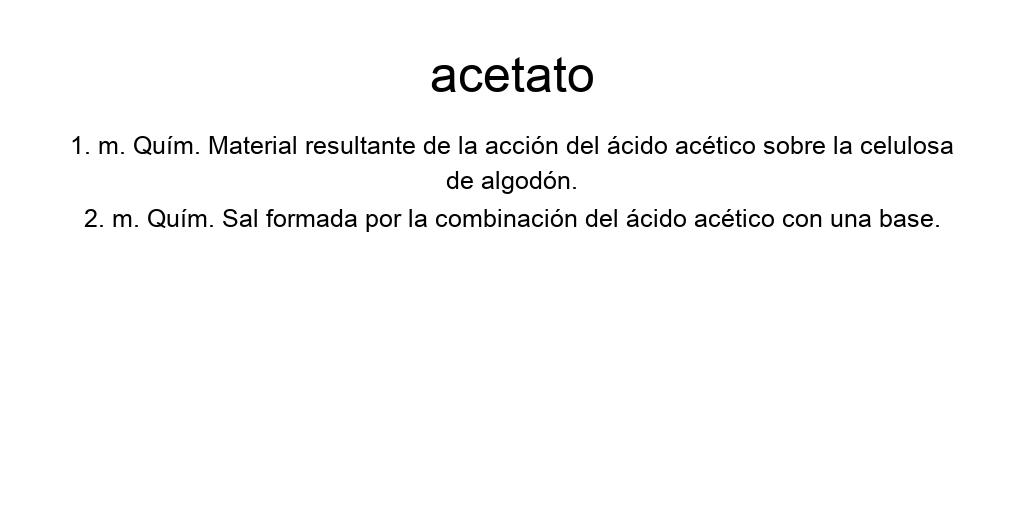 acetato
1. m. Quím. Material resultante de la acción del ácido acético sobre la celulosa
de algodón.
2. m. Quím. Sal formada por la combinación del ácido acético con una base.